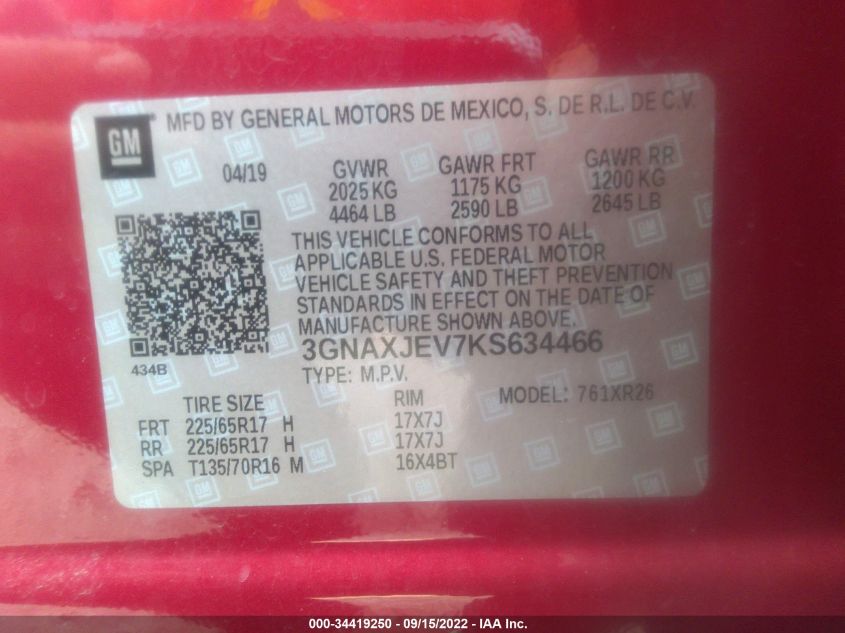 GM
MFD BY GENERAL MOTORS DE MEXICO, S. DE R.L. DE C.V.
04/19 GVWR GAWR FRT GAWR RR
2025 KG 1175 KG 1200 KG
4464 LB 2590 LB 2645 LB
THIS VEHICLE CONFORMS TO ALL
APPLICABLE U.S. FEDERAL MOTOR
VEHICLE SAFETY AND THEFT PREVENTION
STANDARDS IN EFFECT ON THE DATE OF
MANUFACTURE SHOWN ABOVE.
3GNAXJEV7KS634466
434B
TYPE: M.P.V. MODEL: 761XR26
TIRE SIZE RIM
FRT 225/65R17 H 17X7J
RR 225/65R17 H 17X7J
SPA T135/70R16 M 16X4BT
000-34419250 - 09/15/2022 - IAA Inc.